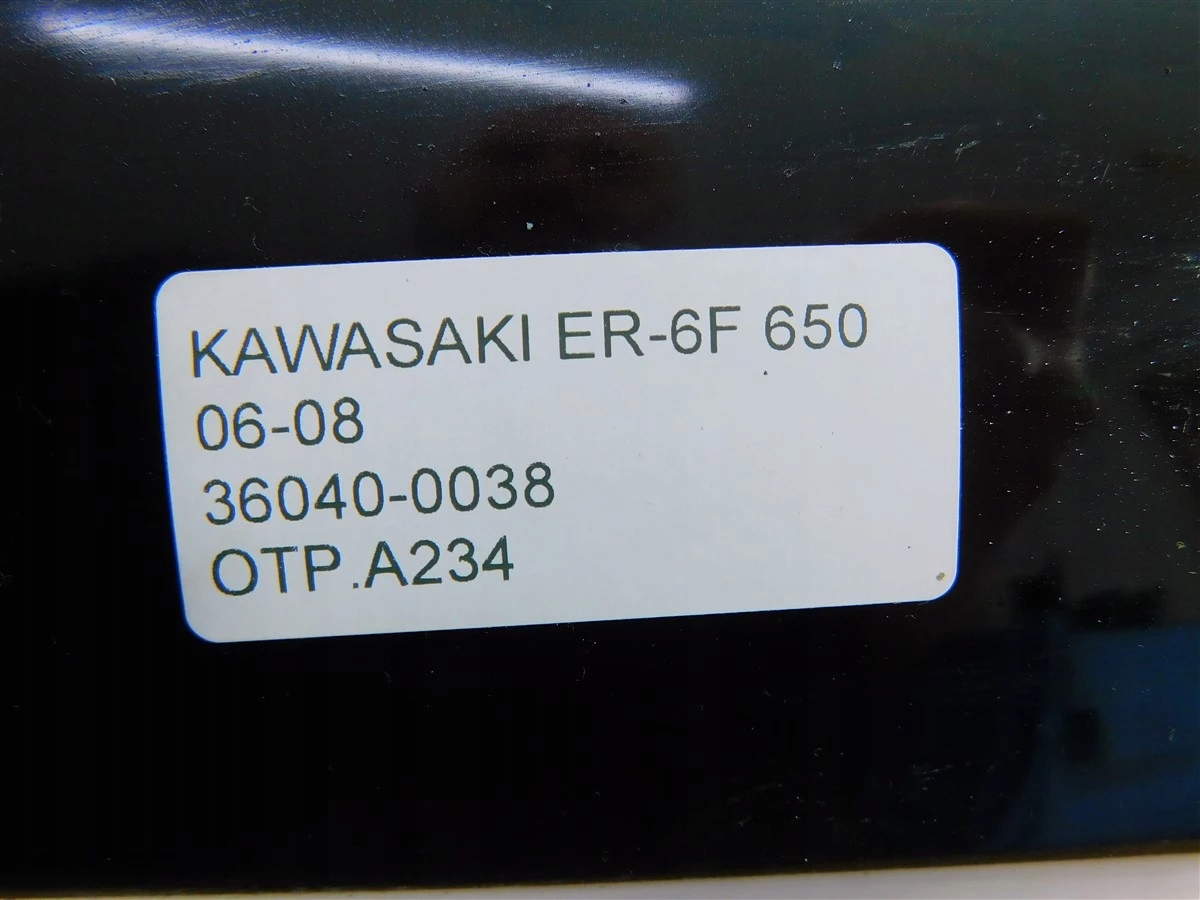 KAWASAKI ER-6F 650
06-08
36040-0038
OTP.A234